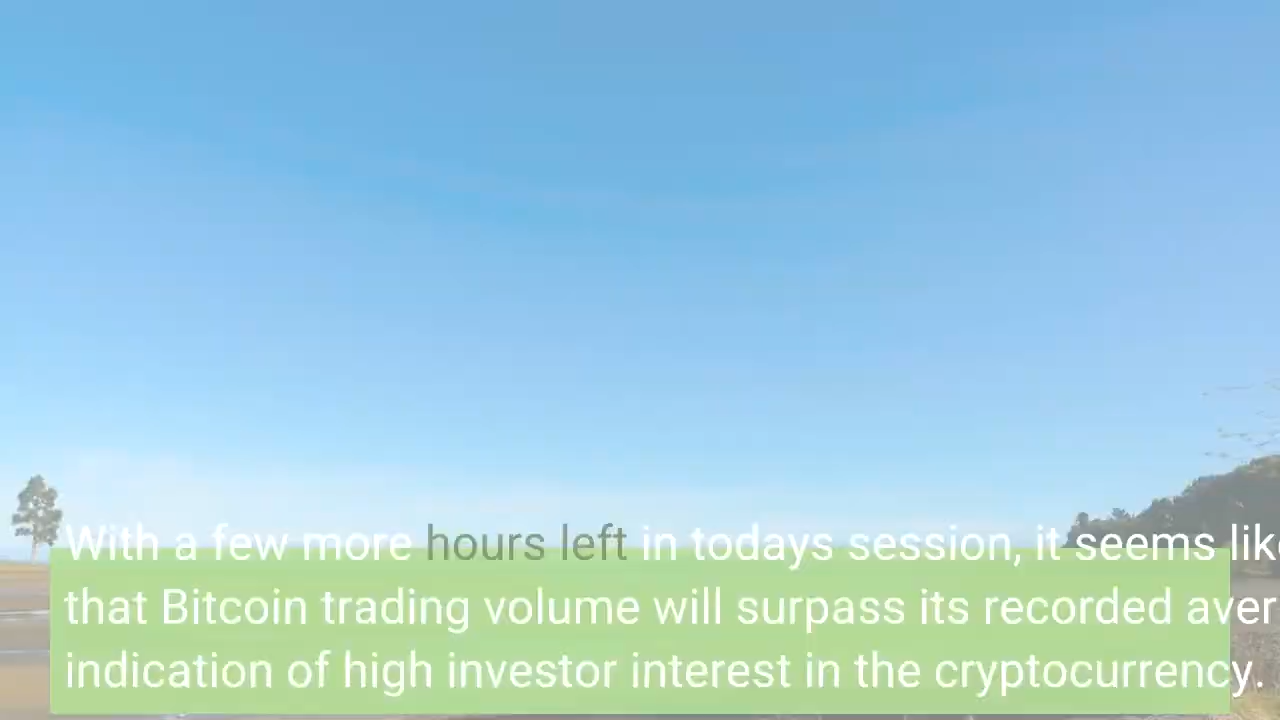 With a few more hours left in todays session, it seems like
that Bitcoin trading volume will surpass its recorded aver
indication of high investor interest in the cryptocurrency.